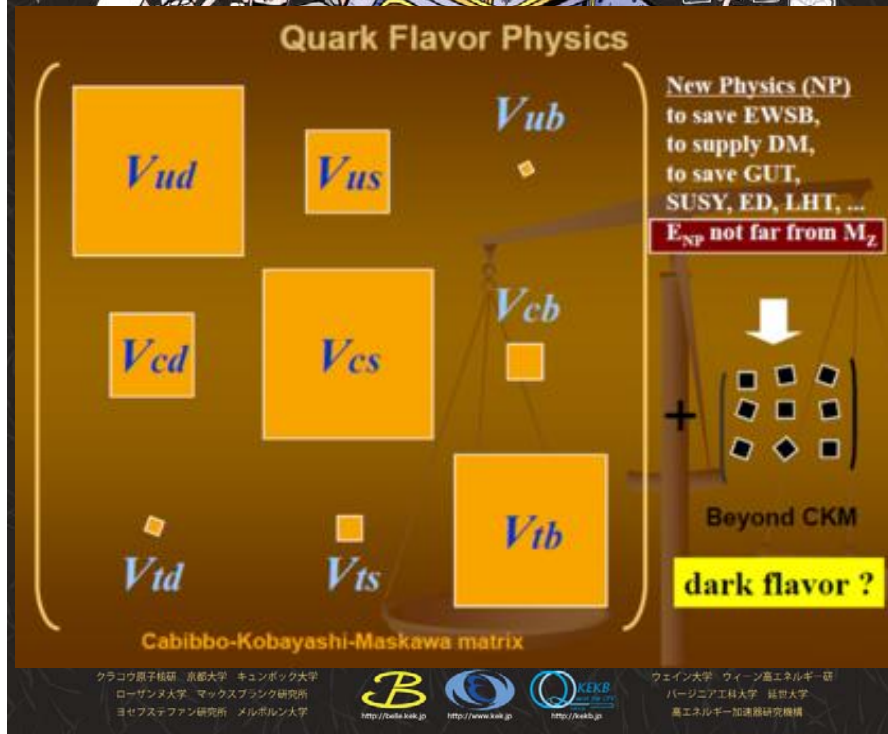 Quark Flavor Physics
Vud
Vus
Vub
Vcd
Vcs
Vcb
Vtd
Vts
Vtb
Cabibbo-Kobayashi-Maskawa matrix
New Physics (NP)
to save EWSB,
to supply DM,
to save GUT,
SUSY, ED, LHT, ...
ENP not far from MZ
+
Beyond CKM
dark flavor ?
クラコウ原子核研 京都大学 キュンポック大学
ローザンヌ大学 マックスプランク研究所
ヨセフステファン研究所 メルボルン大学
B
http://belle.kek.jp
http://www.kek.jp
KEKB
http://kekb.jp
ウェイン大学 ウィーン高エネルギー研
バージニア工科大学 延世大学
高エネルギー加速器研究機構